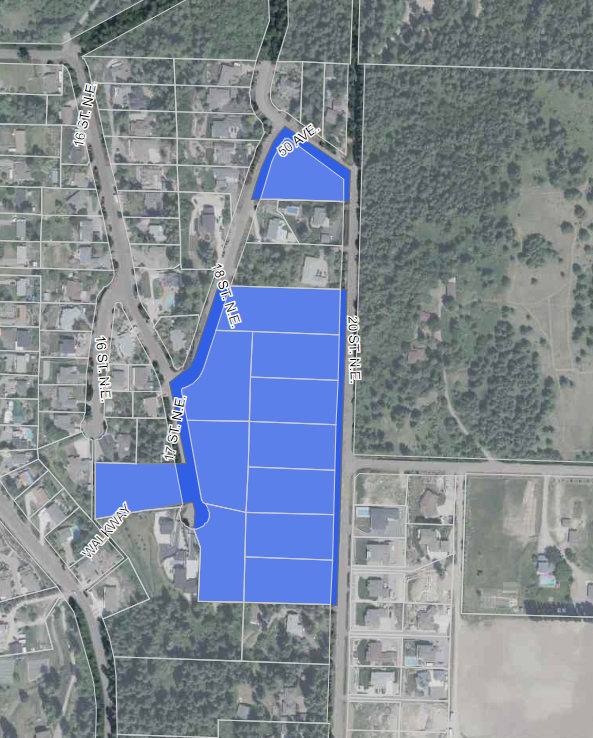 16 ST. N.E.
50 AVE.
18 ST. N.E.
20 ST. N.E.
16 ST. N.E.
17 ST. N.E.
WALKWAY